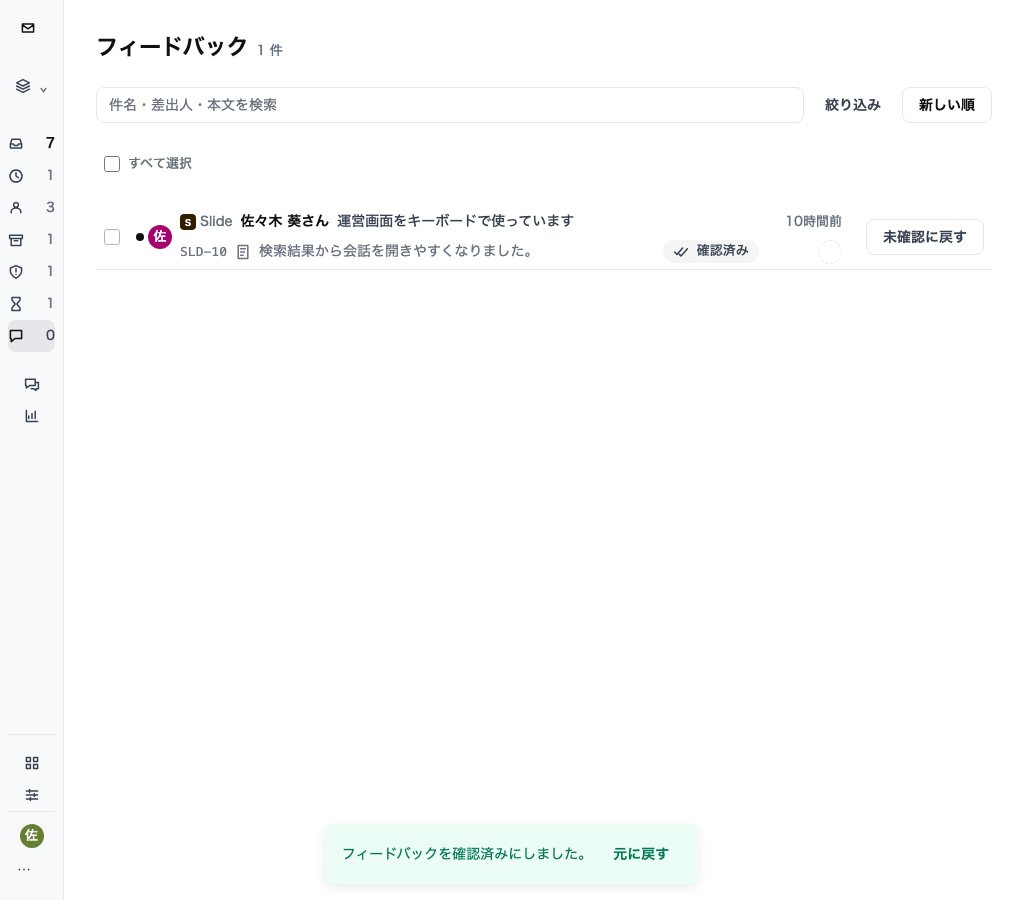 フィードバック 1 件
件名・差出人・本文を検索
絞り込み
新しい順
すべて選択
7
1
3
1
1
1
0
佐
S Slide 佐々木 葵さん 運営画面をキーボードで使っています
10時間前
SLD-10 検索結果から会話を開きやすくなりました。
確認済み
未確認に戻す
佐
…
フィードバックを確認済みにしました。 元に戻す